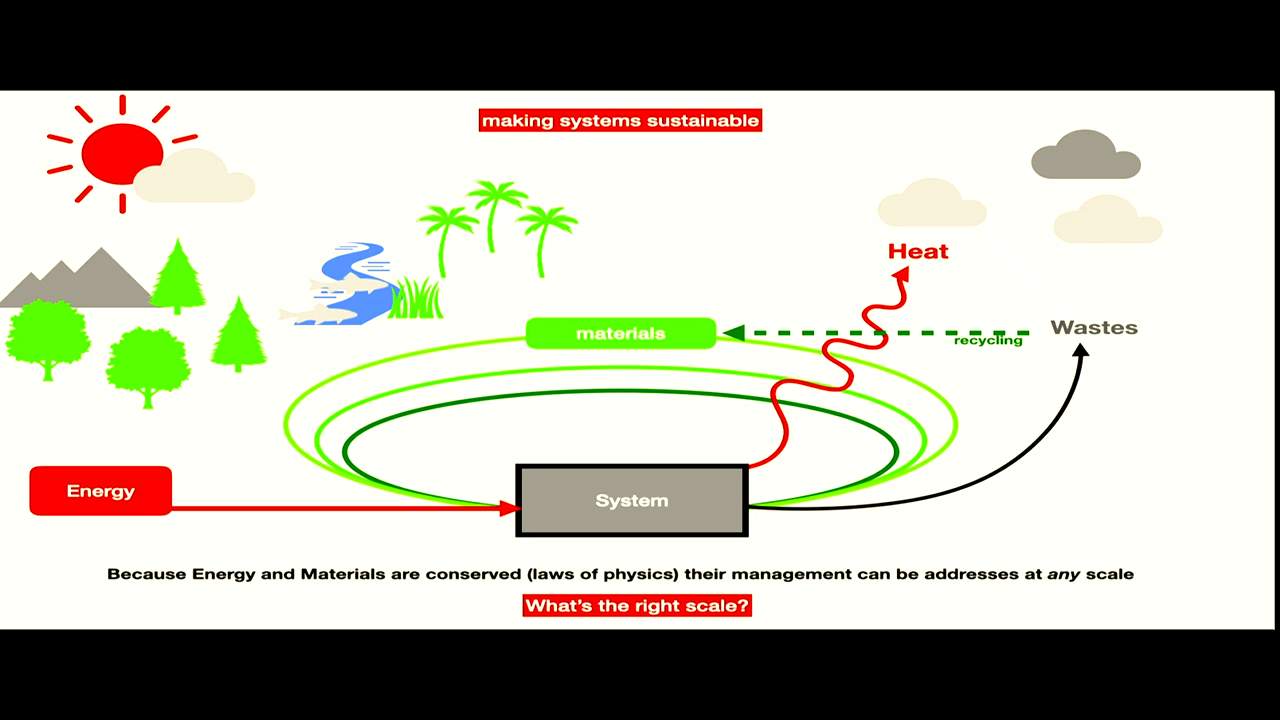 making systems sustainable
Heat
materials
recycling
Wastes
Energy
System
Because Energy and Materials are conserved (laws of physics) their management can be addresses at any scale
What's the right scale?